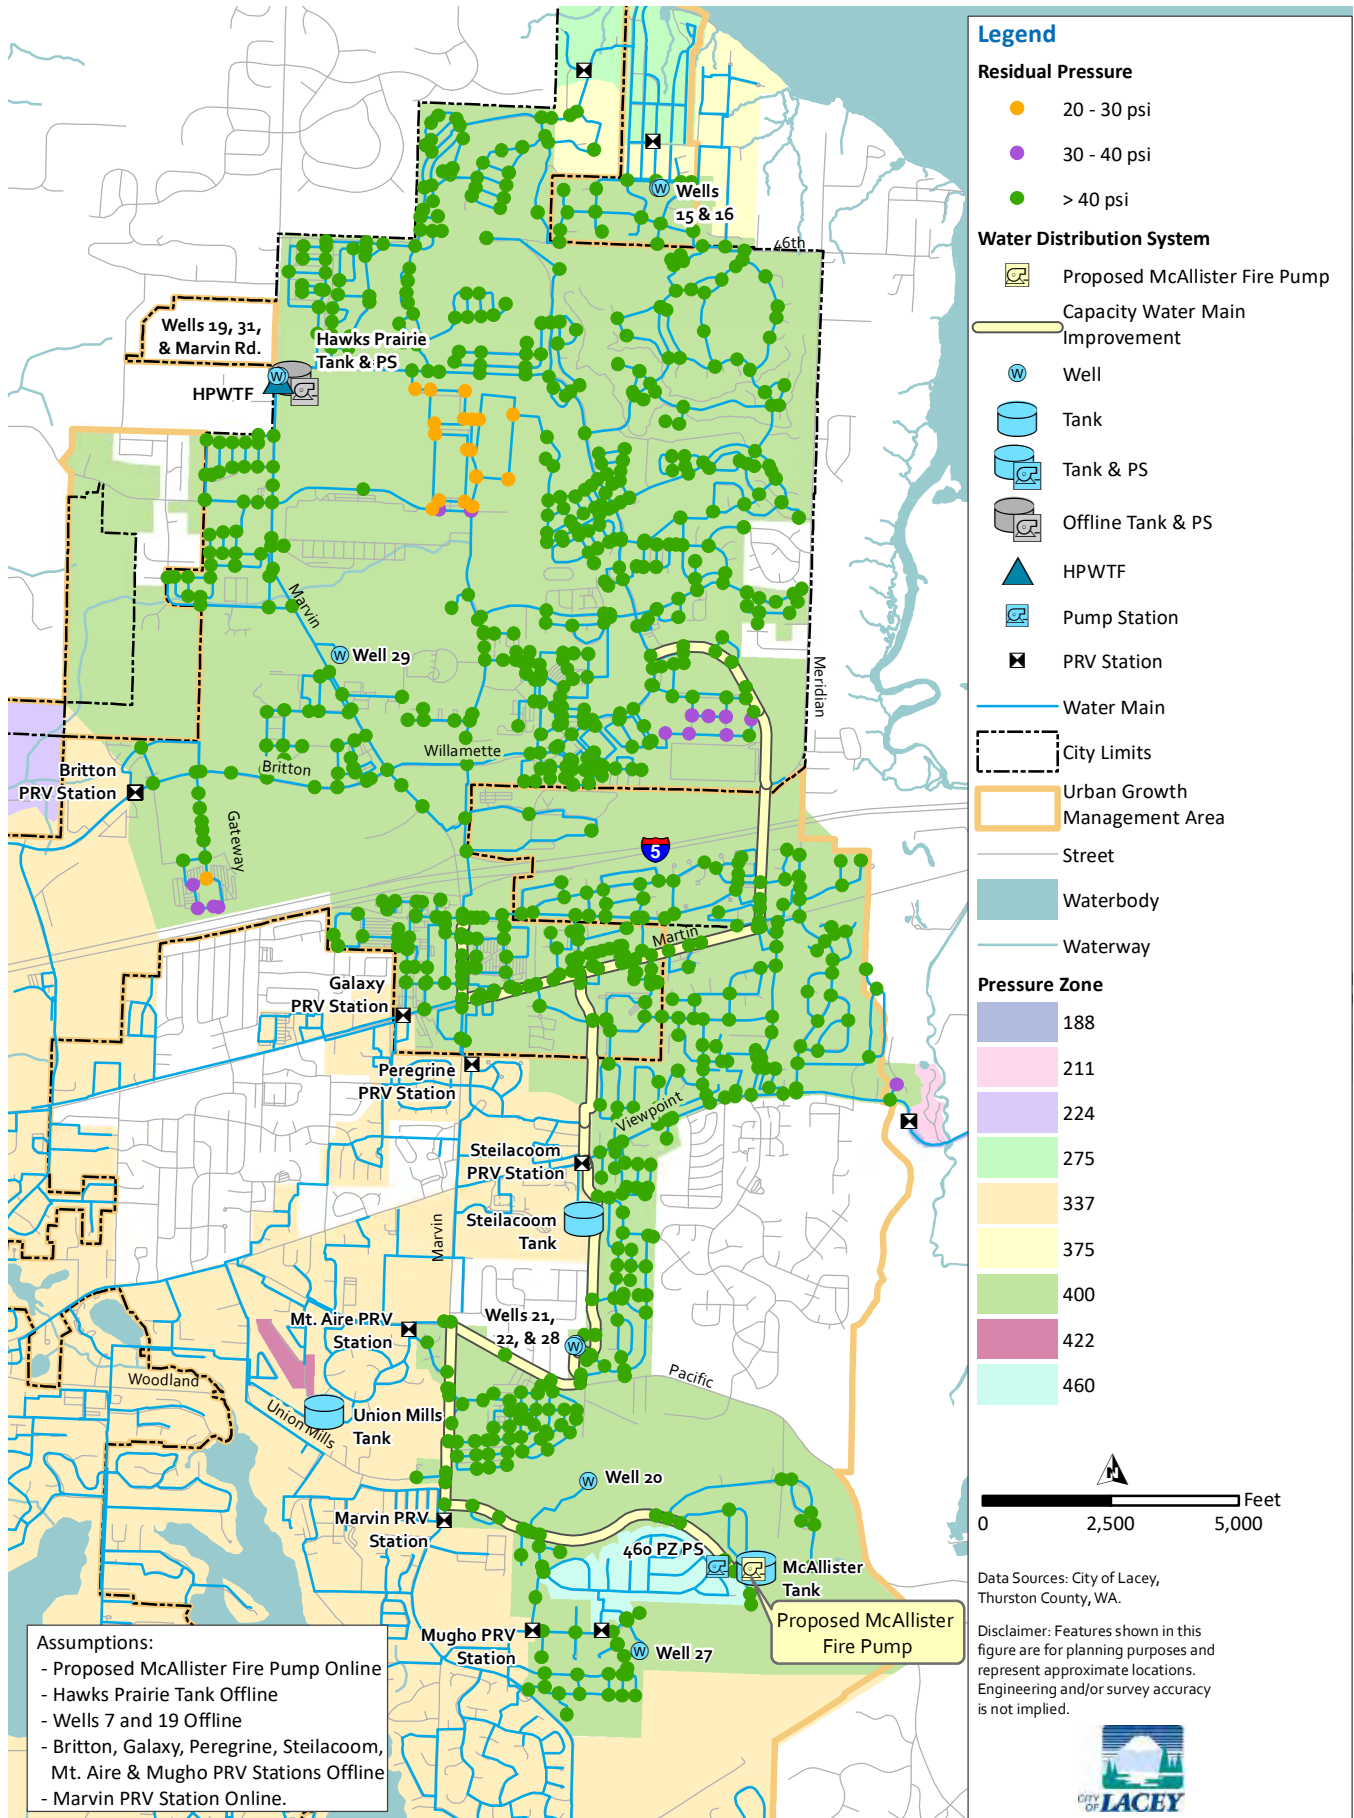 Wells
15 & 16
46th
Wells 19, 31,
& Marvin Rd.
Hawks Prairie
Tank & PS
HPWTF
W
W
Marvin
W
Well 29
Meridian
Willamette
Britton
Britton
PRV Station
Gateway
5
Martin
Galaxy
PRV Station
Peregrine
PRV Station
Viewpoint
Steilacoom
PRV Station
Steilacoom
Tank
Marvin
Wells 21,
22, & 28
W
Mt. Aire PRV
Station
Pacific
Woodland
Union Mills
Union Mills
Tank
W
Well 20
Marvin PRV
Station
460 PZ PS
McAllister
Tank
Proposed McAllister
Fire Pump
Mugho PRV
Station
W
Well 27
Assumptions:
- Proposed McAllister Fire Pump Online
- Hawks Prairie Tank Offline
- Wells 7 and 19 Offline
- Britton, Galaxy, Peregrine, Steilacoom,
Mt. Aire & Mugho PRV Stations Offline
- Marvin PRV Station Online.
Legend
Residual Pressure
20 - 30 psi
30 - 40 psi
> 40 psi
Water Distribution System
Proposed McAllister Fire Pump
Capacity Water Main
Improvement
W
Well
Tank
Tank & PS
Offline Tank & PS
HPWTF
Pump Station
PRV Station
Water Main
City Limits
Urban Growth
Management Area
Street
Waterbody
Waterway
Pressure Zone
188
211
224
275
337
375
400
422
460
N
Feet
0 2,500 5,000
Data Sources: City of Lacey,
Thurston County, WA.
Disclaimer: Features shown in this
figure are for planning purposes and
represent approximate locations.
Engineering and/or survey accuracy
is not implied.
CITY
OF LACEY